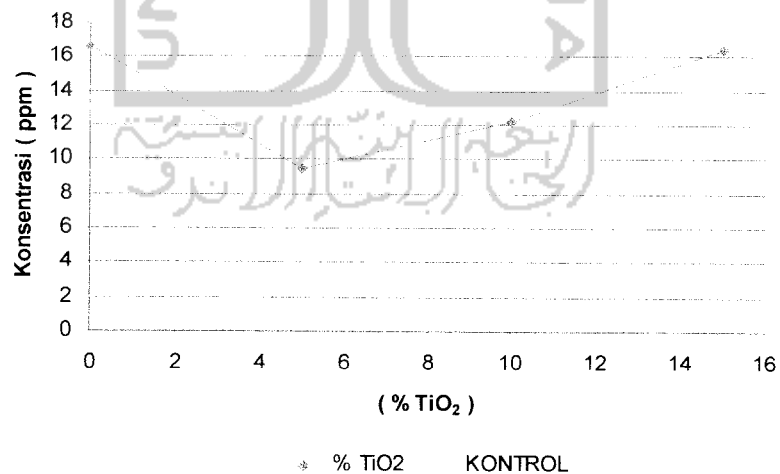 18
16
14
12
10
8
6
4
2
0
Konsentrasi ( ppm )
0 2 4 6 8 10 12 14 16
( % TiO₂ )
% TiO2 KONTROL